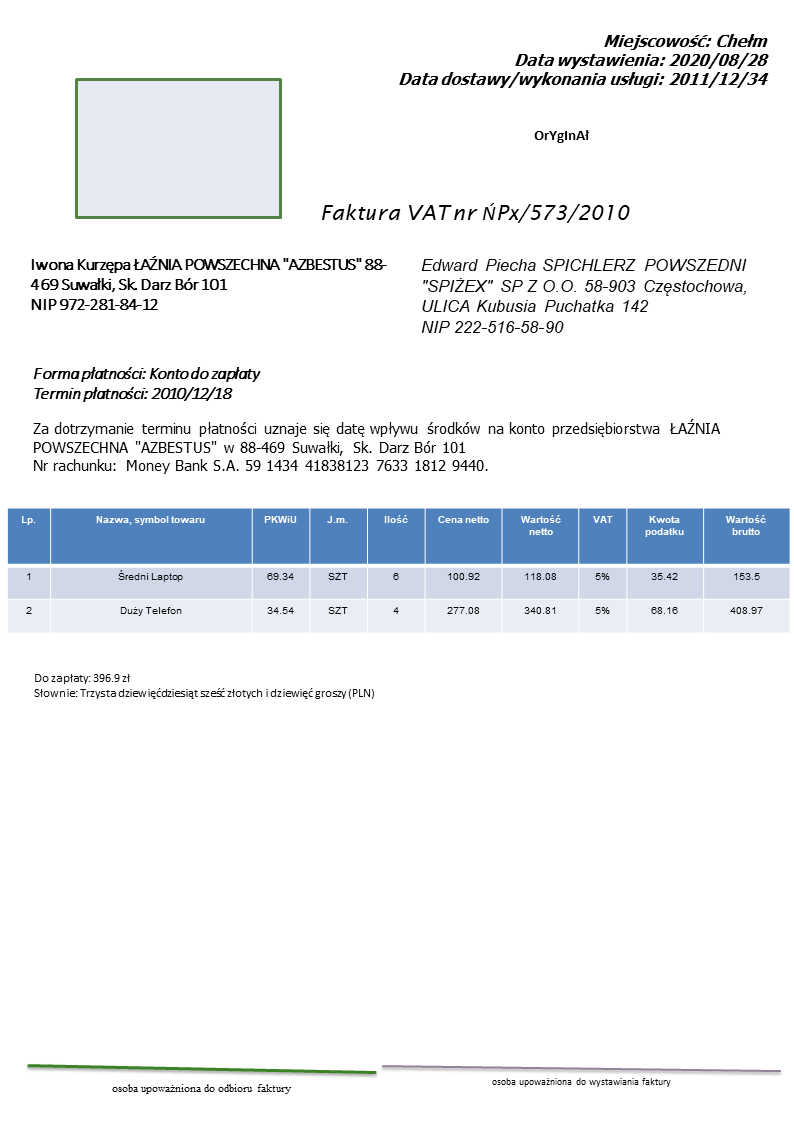 Miejscowość: Chełm
Data wystawienia: 2020/08/28
Data dostawy/wykonania usługi: 2011/12/34
OrYgInAł
Faktura VAT nr ŃPx/573/2010
Iwona Kurzępa ŁAŹNIA POWSZECHNA "AZBESTUS" 88-
469 Suwałki, Sk. Darz Bór 101
NIP 972-281-84-12
Edward Piecha SPICHLERZ POWSZEDNI
"SPIŻEX" SP Z O.O. 58-903 Częstochowa,
ULICA Kubusia Puchatka 142
NIP 222-516-58-90
Forma płatności: Konto do zapłaty
Termin płatności: 2010/12/18
Za dotrzymanie terminu płatności uznaje się datę wpływu środków na konto przedsiębiorstwa ŁAŹNIA
POWSZECHNA "AZBESTUS" w 88-469 Suwałki, Sk. Darz Bór 101
Nr rachunku: Money Bank S.A. 59 1434 41838123 7633 1812 9440.
Lp. Nazwa, symbol towaru PKWiU J.m. Ilość Cena netto Wartość netto VAT Kwota podatku Wartość brutto
1 Średni Laptop 69.34 SZT 6 100.92 118.08 5% 35.42 153.5
2 Duży Telefon 34.54 SZT 4 277.08 340.81 5% 68.16 408.97
Do zapłaty: 396.9 zł
Słownie: Trzysta dziewięćdziesiąt sześć złotych i dziewięć groszy (PLN)
osoba upoważniona do odbioru faktury
osoba upoważniona do wystawiania faktury